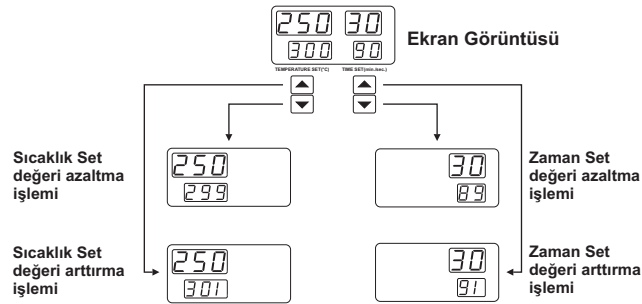 250 30
300 90
Ekran Görüntüsü
TEMPERATURE SET(°C) TIME SET(min./sec.)
Sıcaklık Set
değeri azaltma
işlemi
250
299
30
89
Zaman Set
değeri azaltma
işlemi
Sıcaklık Set
değeri arttırma
işlemi
250
301
30
91
Zaman Set
değeri arttırma
işlemi